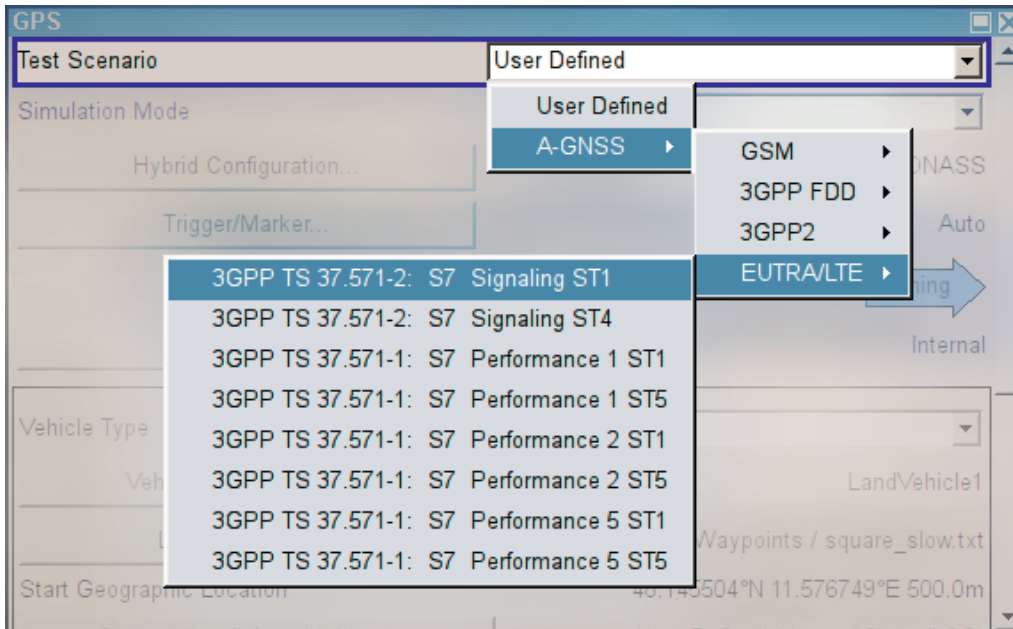 GPS
Test Scenario User Defined
Simulation Mode User Defined
Hybrid Configuration... A-GNSS GSM
3GPP FDD
Trigger/Marker... 3GPP2 Auto
3GPP TS 37.571-2: S7 Signaling ST1 EUTRA/LTE
3GPP TS 37.571-2: S7 Signaling ST4
3GPP TS 37.571-1: S7 Performance 1 ST1 Internal
3GPP TS 37.571-1: S7 Performance 1 ST5
Vehicle Type 3GPP TS 37.571-1: S7 Performance 2 ST1
3GPP TS 37.571-1: S7 Performance 2 ST5 LandVehicle1
3GPP TS 37.571-1: S7 Performance 5 ST1 Waypoints / square_slow.txt
3GPP TS 37.571-1: S7 Performance 5 ST5
Start Geographic Location 11.576749°E 500.0m